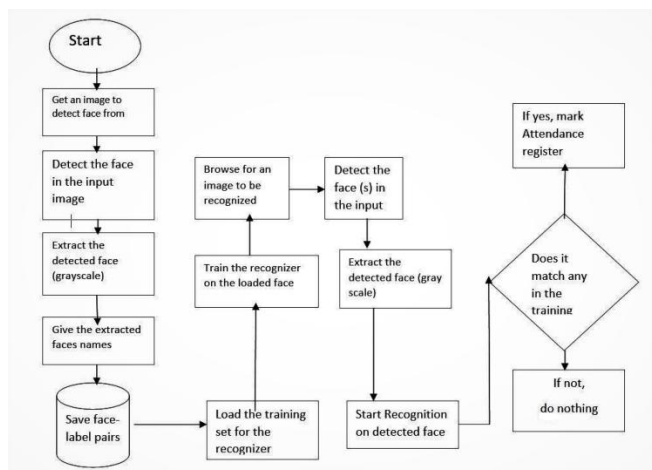 Start
Get an image to
detect face from
Detect the face
in the input
image
Extract the
detected face
(grayscale)
Give the extracted
faces names
Save face-
label pairs
Load the training
set for the
recognizer
Train the recognizer
on the loaded face
Browse for an
image to be
recognized
Detect the
face (s) in
the input
Extract the
detected face (gray
scale)
Start Recognition
on detected face
Does it
match any
in the
training
If yes, mark
Attendance
register
If not,
do nothing